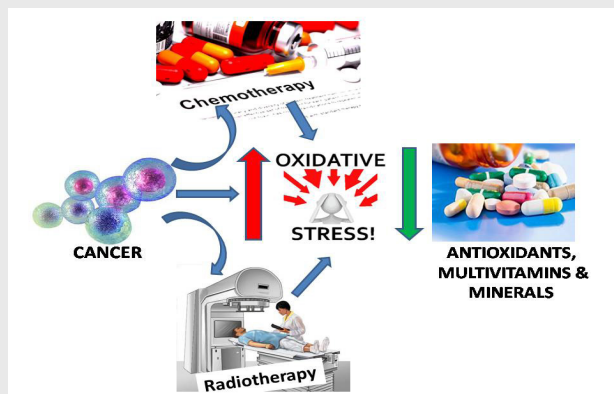 Chemotherapy
OXIDATIVE
STRESS!
CANCER
ANTIOXIDANTS,
MULTIVITAMINS &
MINERALS
Radiotherapy